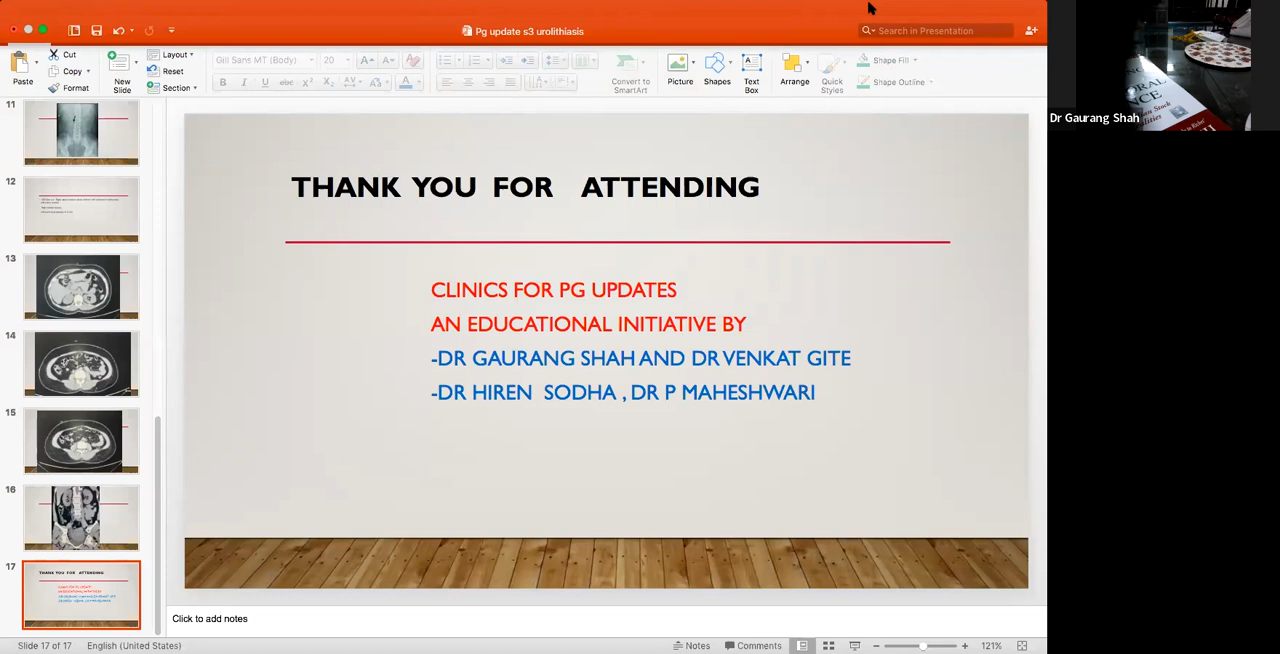 Pg update s3 urolithiasis
Search in Presentation
Paste
Cut
Copy
Format
New
Slide
Layout
Reset
Section
Gill Sans MT (Body)
20
Convert to
SmartArt
Picture
Shapes
Text
Box
Arrange
Quick
Styles
Shape Fill
Shape Outline
11
12
13
14
15
16
17
THANK YOU FOR ATTENDING
THANK YOU FOR ATTENDING
CLINICS FOR PG UPDATES
AN EDUCATIONAL INITIATIVE BY
-DR GAURANG SHAH AND DR VENKAT GITE
-DR HIREN SODHA , DR P MAHESHWARI
Click to add notes
Slide 17 of 17
English (United States)
Notes
Comments
121%
Dr Gaurang Shah